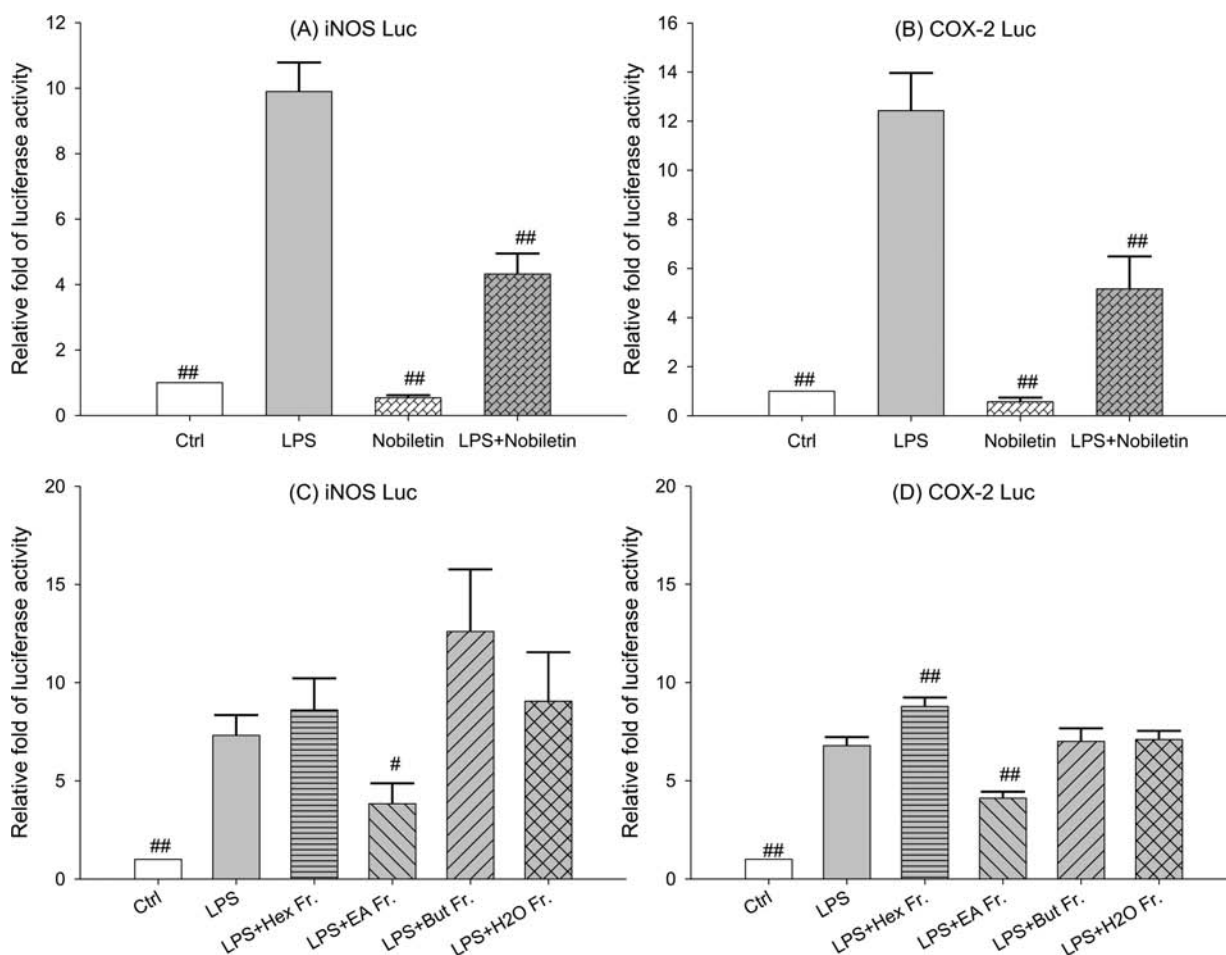 (A) iNOS Luc
Relative fold of luciferase activity
12
10
8
6
4
2
0
##
##
##
Ctrl
LPS
Nobiletin
LPS+Nobiletin
(B) COX-2 Luc
Relative fold of luciferase activity
16
14
12
10
8
6
4
2
0
##
##
##
Ctrl
LPS
Nobiletin
LPS+Nobiletin
(C) iNOS Luc
Relative fold of luciferase activity
20
15
10
5
0
##
#
Ctrl
LPS
LPS+Hex Fr.
LPS+EA Fr.
LPS+But Fr.
LPS+H2O Fr.
(D) COX-2 Luc
Relative fold of luciferase activity
20
15
10
5
0
##
##
##
Ctrl
LPS
LPS+Hex Fr.
LPS+EA Fr.
LPS+But Fr.
LPS+H2O Fr.